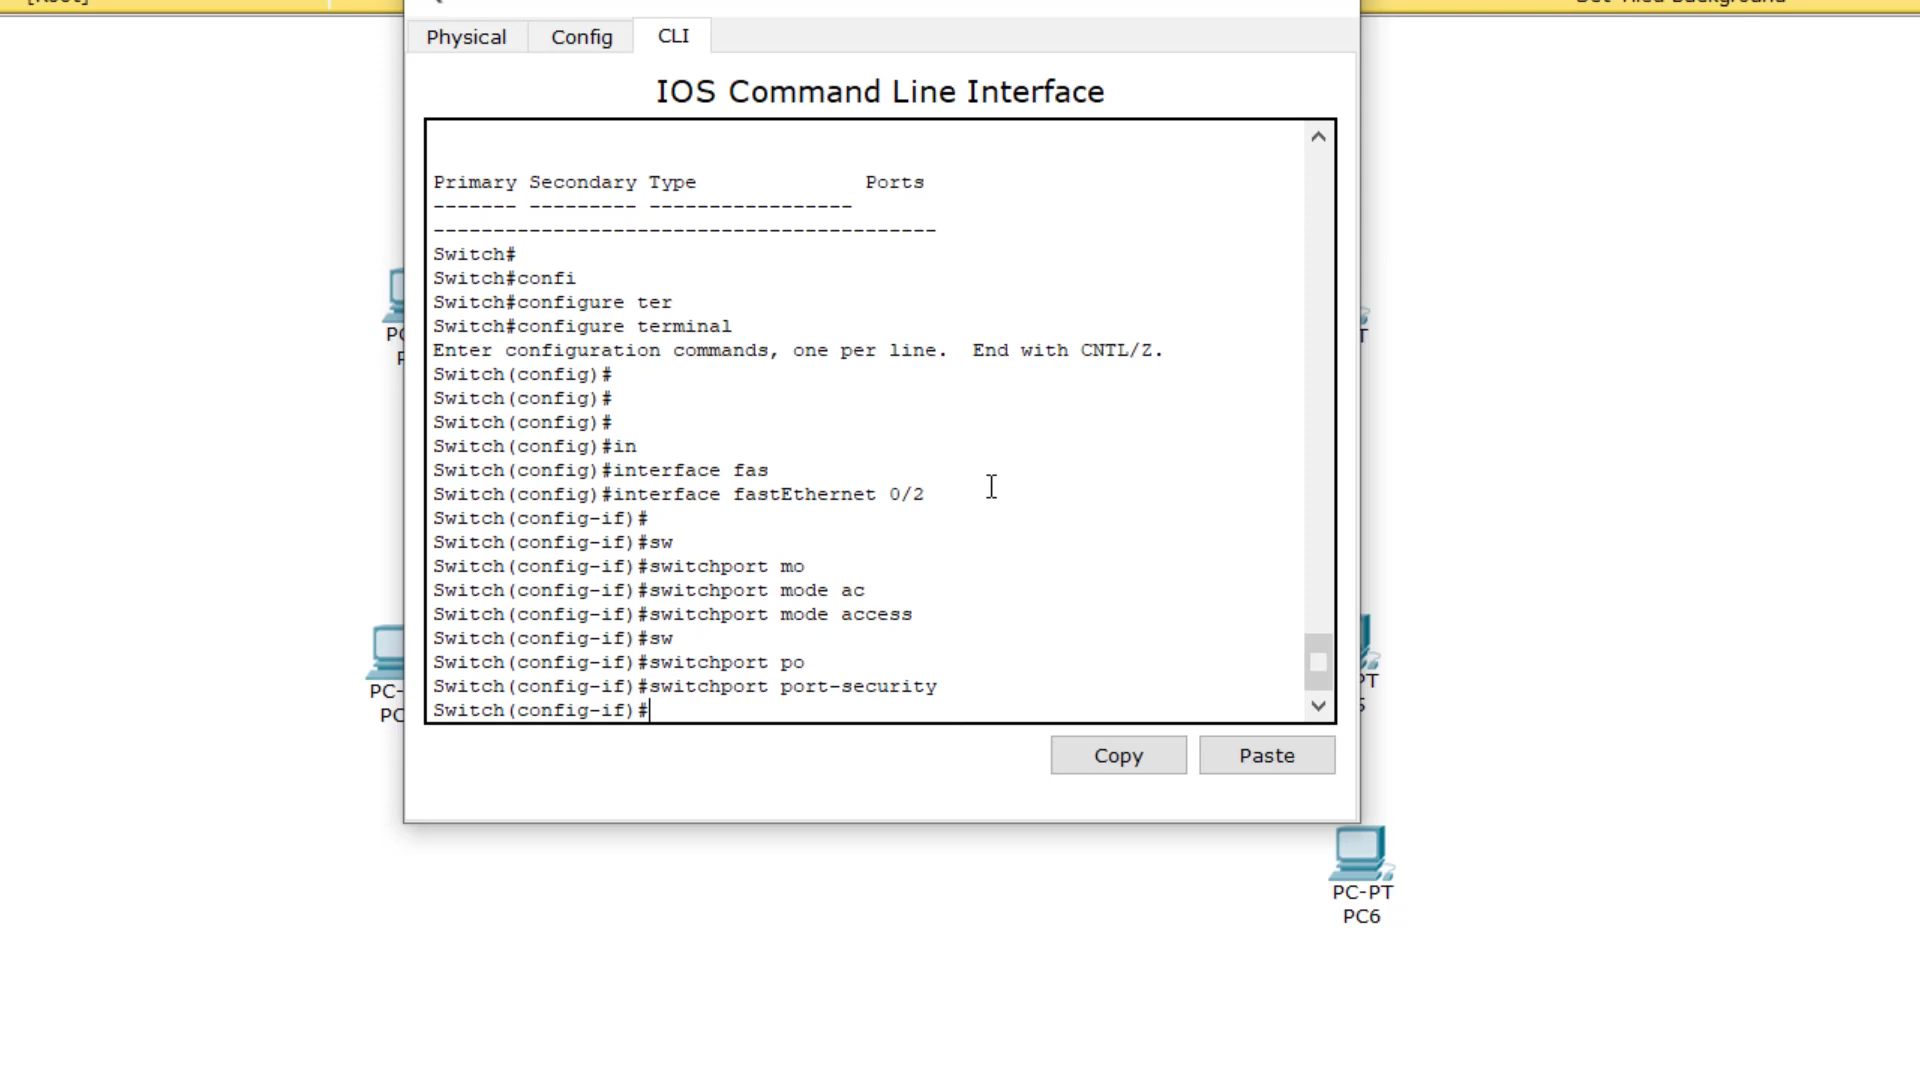 Physical
Config
CLI
IOS Command Line Interface
Primary Secondary Type Ports
------- --------- -----------------
------------------------------------------
Switch#
Switch#confi
Switch#configure ter
Switch#configure terminal
Enter configuration commands, one per line. End with CNTL/Z.
Switch(config)#
Switch(config)#
Switch(config)#
Switch(config)#in
Switch(config)#interface fas
Switch(config)#interface fastEthernet 0/2
Switch(config-if)#
Switch(config-if)#sw
Switch(config-if)#switchport mo
Switch(config-if)#switchport mode ac
Switch(config-if)#switchport mode access
Switch(config-if)#sw
Switch(config-if)#switchport po
Switch(config-if)#switchport port-security
Switch(config-if)#
Copy
Paste
PC-
PC-PT
PC6